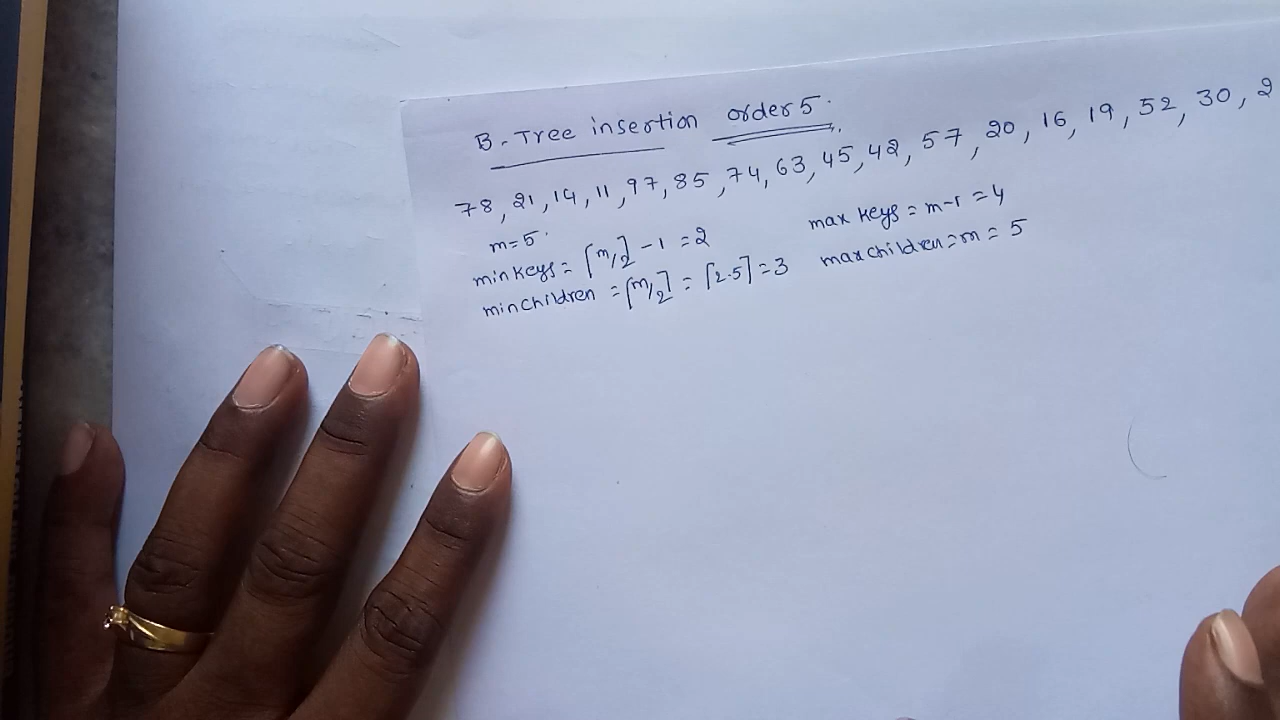 B-Tree insertion order 5.
78, 21, 14, 11, 97, 85, 74, 63, 45, 42, 57, 20, 16, 19, 52, 30, 2
m=5.
min keys = ⌈m/2⌉ - 1 = 2 max keys = m-1 = 4
min children = ⌈m/2⌉ = ⌈2.5⌉ = 3 max children = m = 5